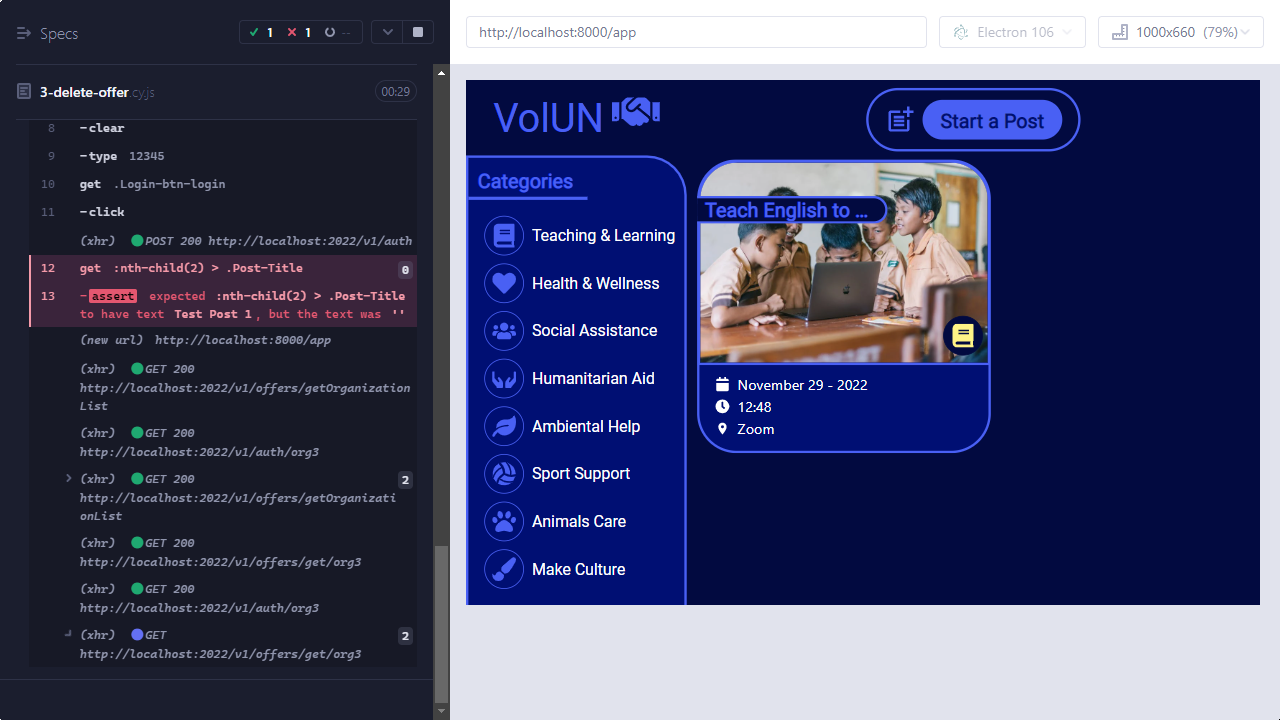 Specs
1 1 --
3-delete-offer.cy.js 00:29
8 -clear
9 -type 12345
10 get .Login-btn-login
11 -click
(xhr) POST 200 http://localhost:2022/v1/auth
12 get :nth-child(2) > .Post-Title 0
13 -assert expected :nth-child(2) > .Post-Title
to have text Test Post 1, but the text was ''
(new url) http://localhost:8000/app
(xhr) GET 200
http://localhost:2022/v1/offers/getOrganization
List
(xhr) GET 200
http://localhost:2022/v1/auth/org3
(xhr) GET 200 2
http://localhost:2022/v1/offers/getOrganizati
onList
(xhr) GET 200
http://localhost:2022/v1/offers/get/org3
(xhr) GET 200
http://localhost:2022/v1/auth/org3
(xhr) GET 2
http://localhost:2022/v1/offers/get/org3
http://localhost:8000/app
Electron 106
1000x660 (79%)
VolUN
Start a Post
Categories
Teaching & Learning
Health & Wellness
Social Assistance
Humanitarian Aid
Ambiental Help
Sport Support
Animals Care
Make Culture
Teach English to ...
November 29 - 2022
12:48
Zoom